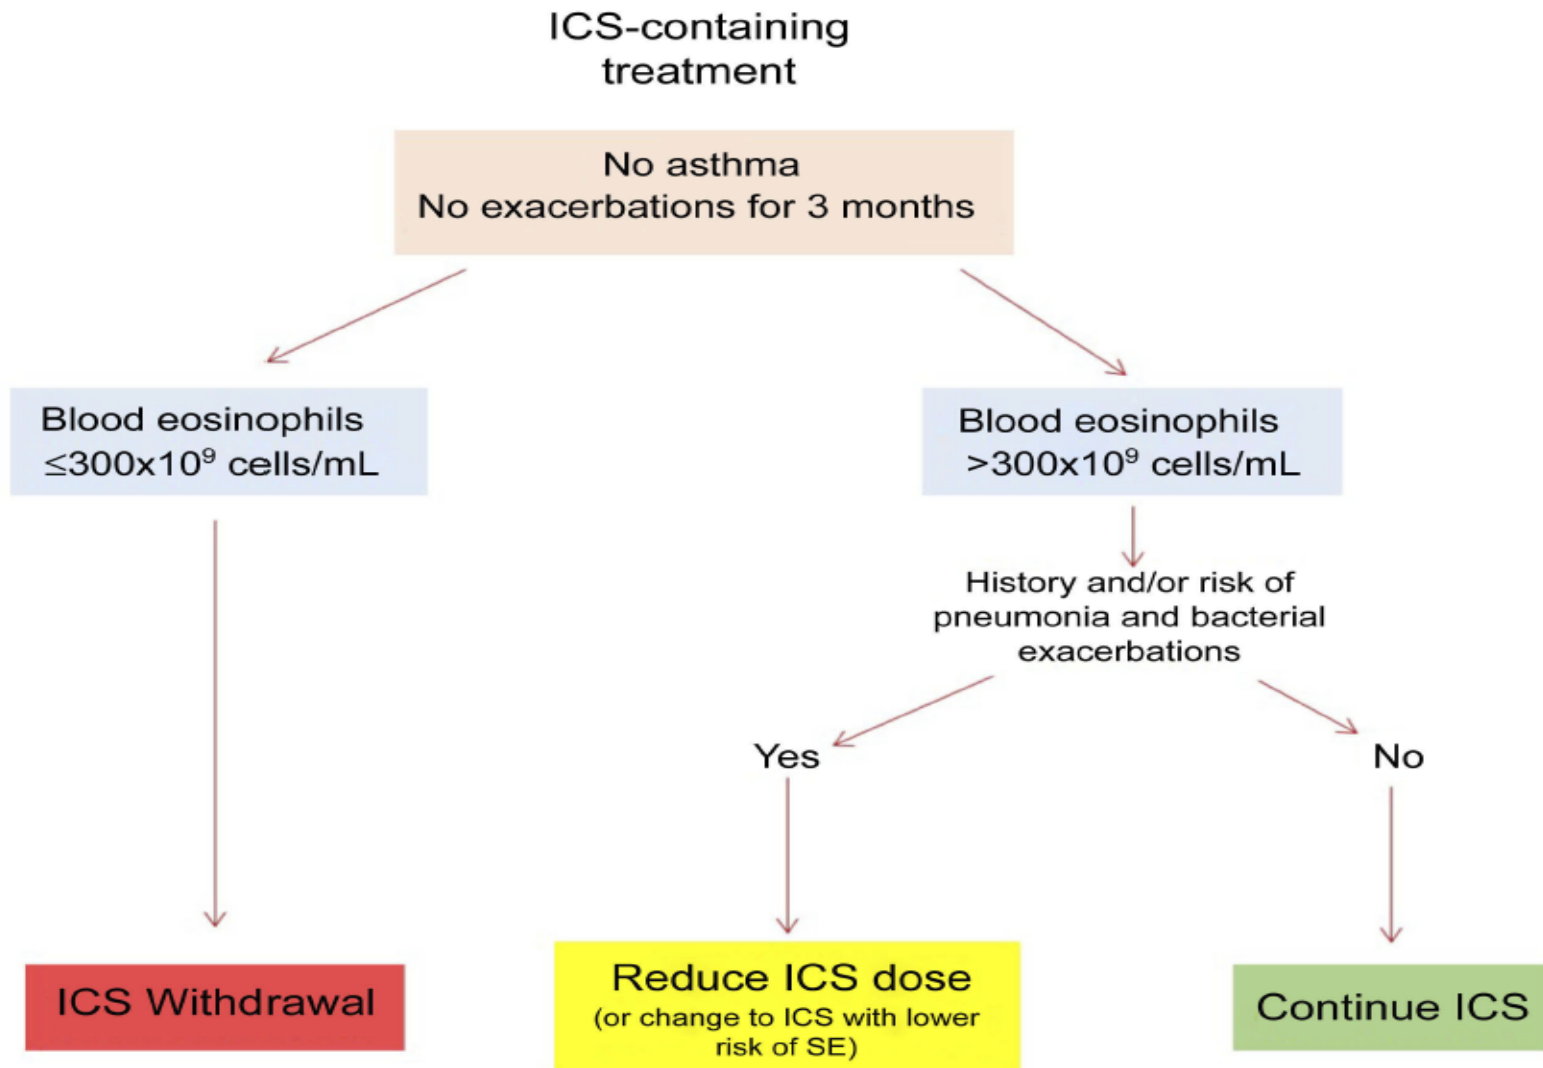 ICS-containing
treatment
No asthma
No exacerbations for 3 months
Blood eosinophils
≤300x10⁹ cells/mL
Blood eosinophils
>300x10⁹ cells/mL
History and/or risk of
pneumonia and bacterial
exacerbations
Yes
No
ICS Withdrawal
Reduce ICS dose
(or change to ICS with lower
risk of SE)
Continue ICS